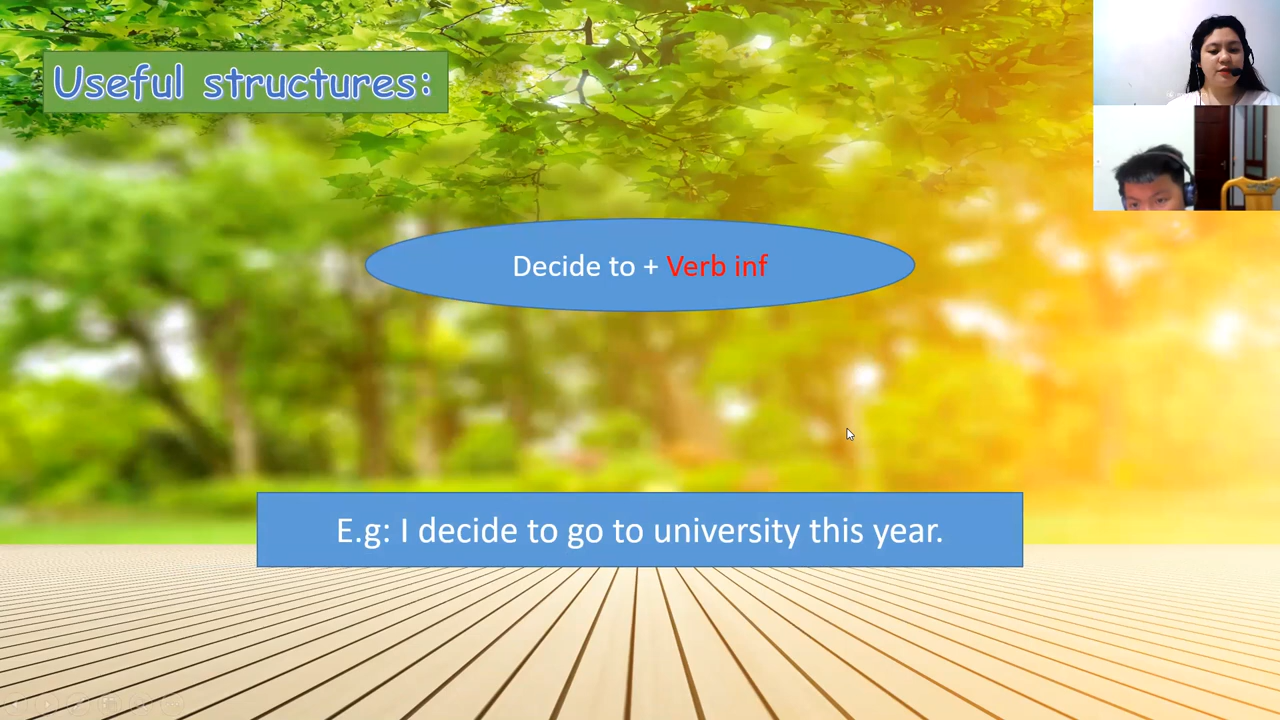 Useful structures:
Decide to + Verb inf
E.g: I decide to go to university this year.